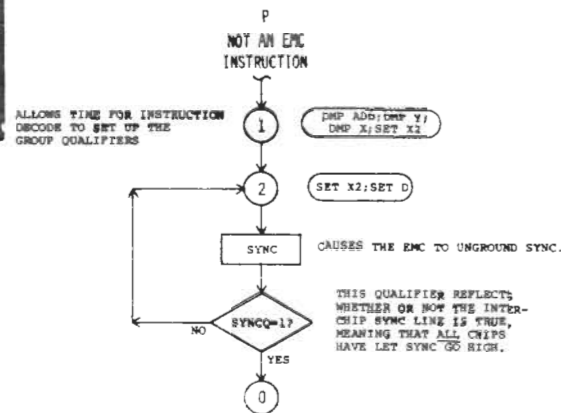 P
NOT AN EMC
INSTRUCTION
ALLOWS TIME FOR INSTRUCTION
DECODE TO SET UP THE
GROUP QUALIFIERS
1
DMP ADD;DMP Y;
DMP X;SET X2
2
SET X2;SET D
SYNC
CAUSES THE EMC TO UNGROUND SYNC.
SYNCQ=1?
THIS QUALIFIER REFLECTS
WHETHER OR NOT THE INTER-
CHIP SYNC LINE IS TRUE,
MEANING THAT ALL CHIPS
HAVE LET SYNC GO HIGH.
NO
YES
0